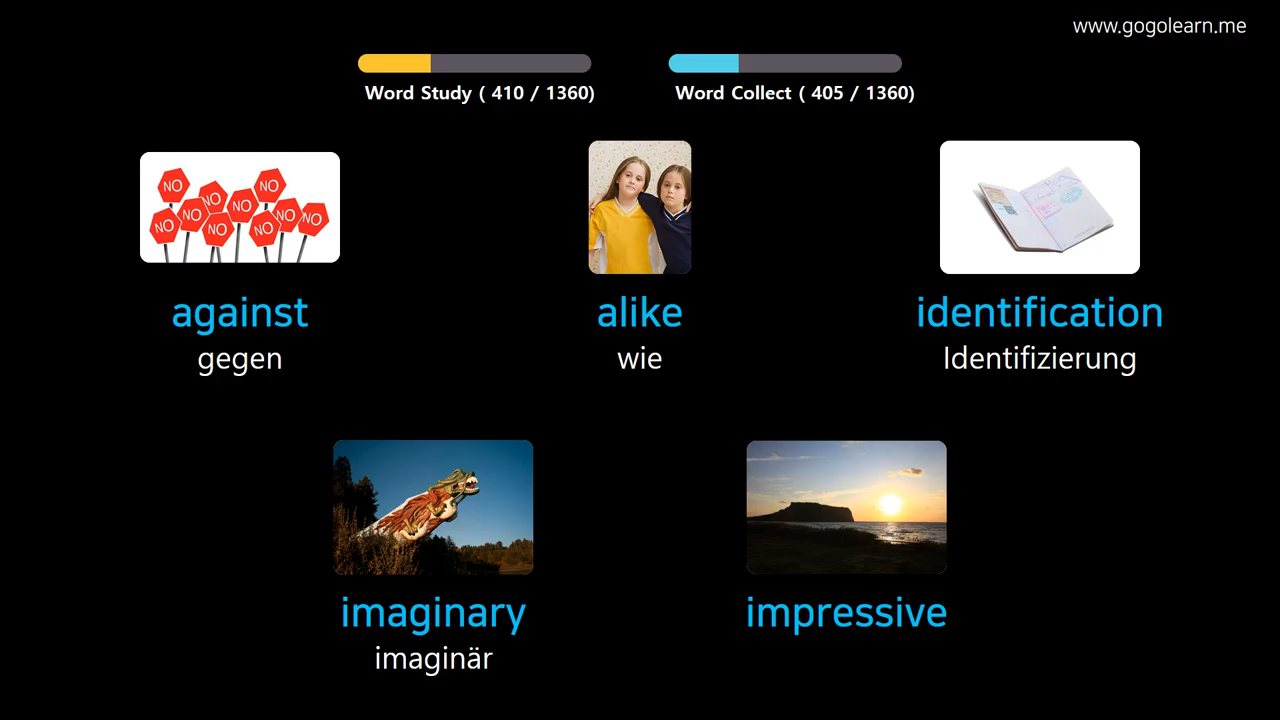 www.gogolearn.me
Word Study ( 410 / 1360)
Word Collect ( 405 / 1360)
NO NO NO NO NO NO NO NO NO NO
against
alike
identification
gegen
wie
Identifizierung
imaginary
impressive
imaginär